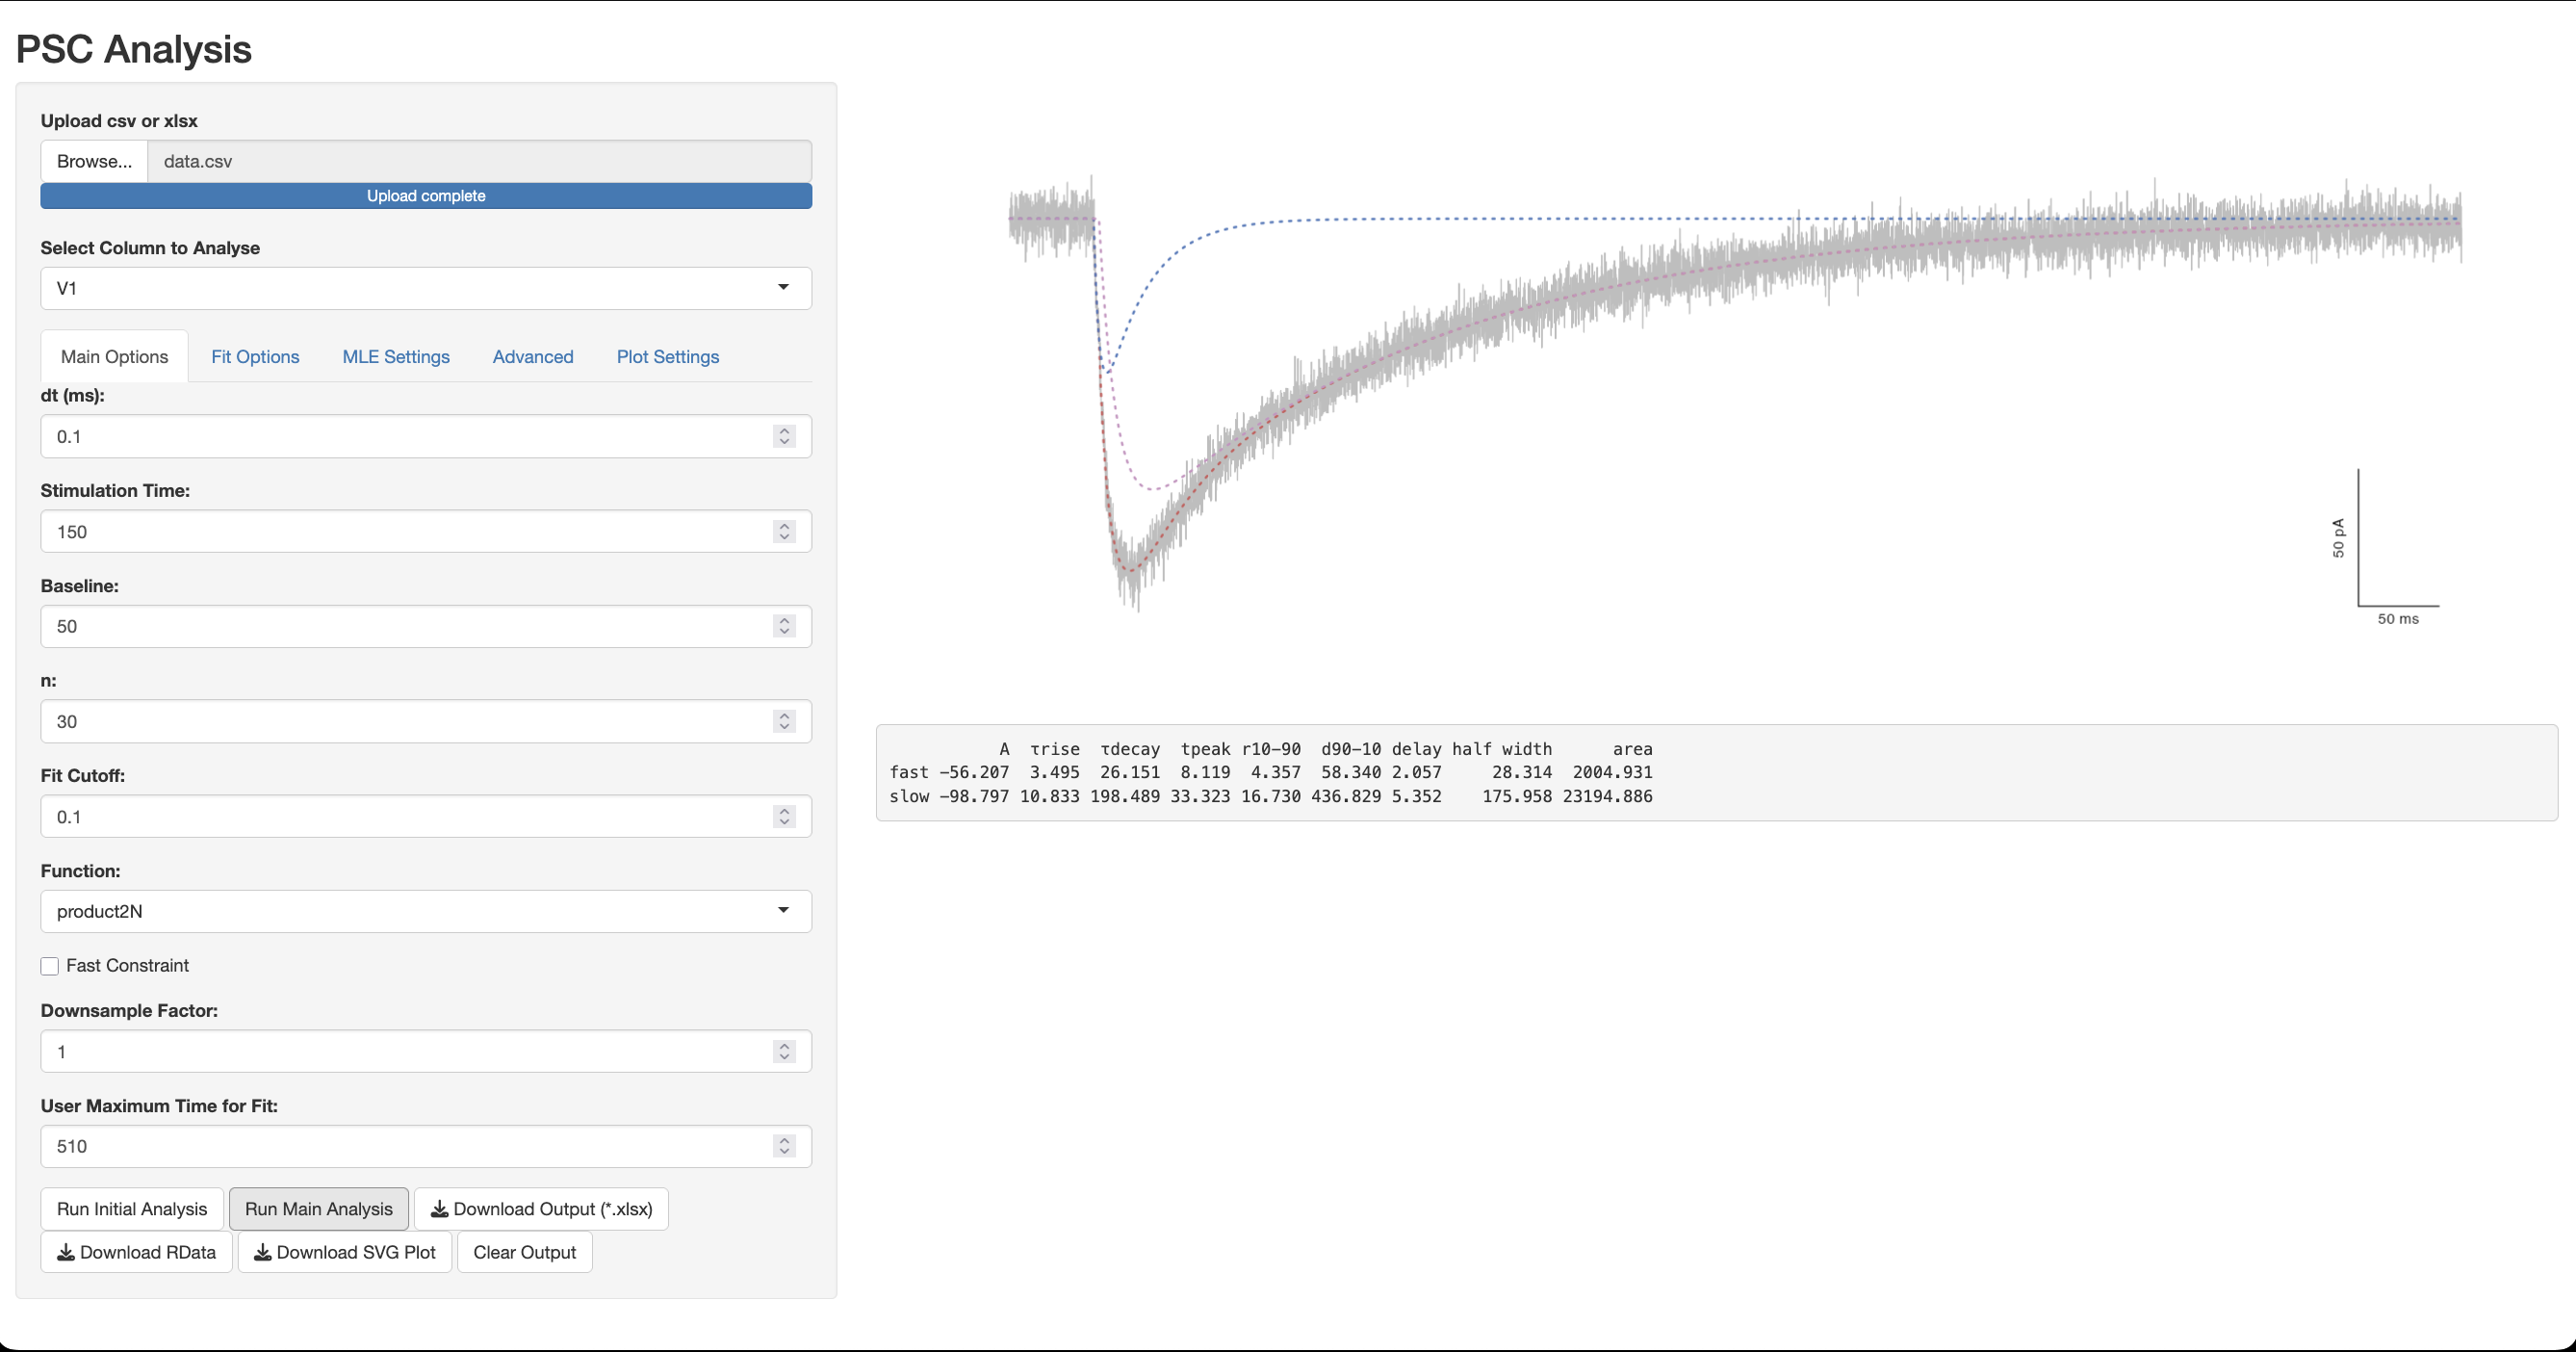 PSC Analysis
Upload csv or xlsx
Browse... data.csv
Upload complete
Select Column to Analyse
V1
Main Options Fit Options MLE Settings Advanced Plot Settings
dt (ms):
0.1
Stimulation Time:
150
Baseline:
50
n:
30
Fit Cutoff:
0.1
Function:
product2N
Fast Constraint
Downsample Factor:
1
User Maximum Time for Fit:
510
Run Initial Analysis Run Main Analysis Download Output (*.xlsx)
Download RData Download SVG Plot Clear Output
50 pA
50 ms
A τrise τdecay tpeak r10-90 d90-10 delay half width area
fast -56.207 3.495 26.151 8.119 4.357 58.340 2.057 28.314 2004.931
slow -98.797 10.833 198.489 33.323 16.730 436.829 5.352 175.958 23194.886